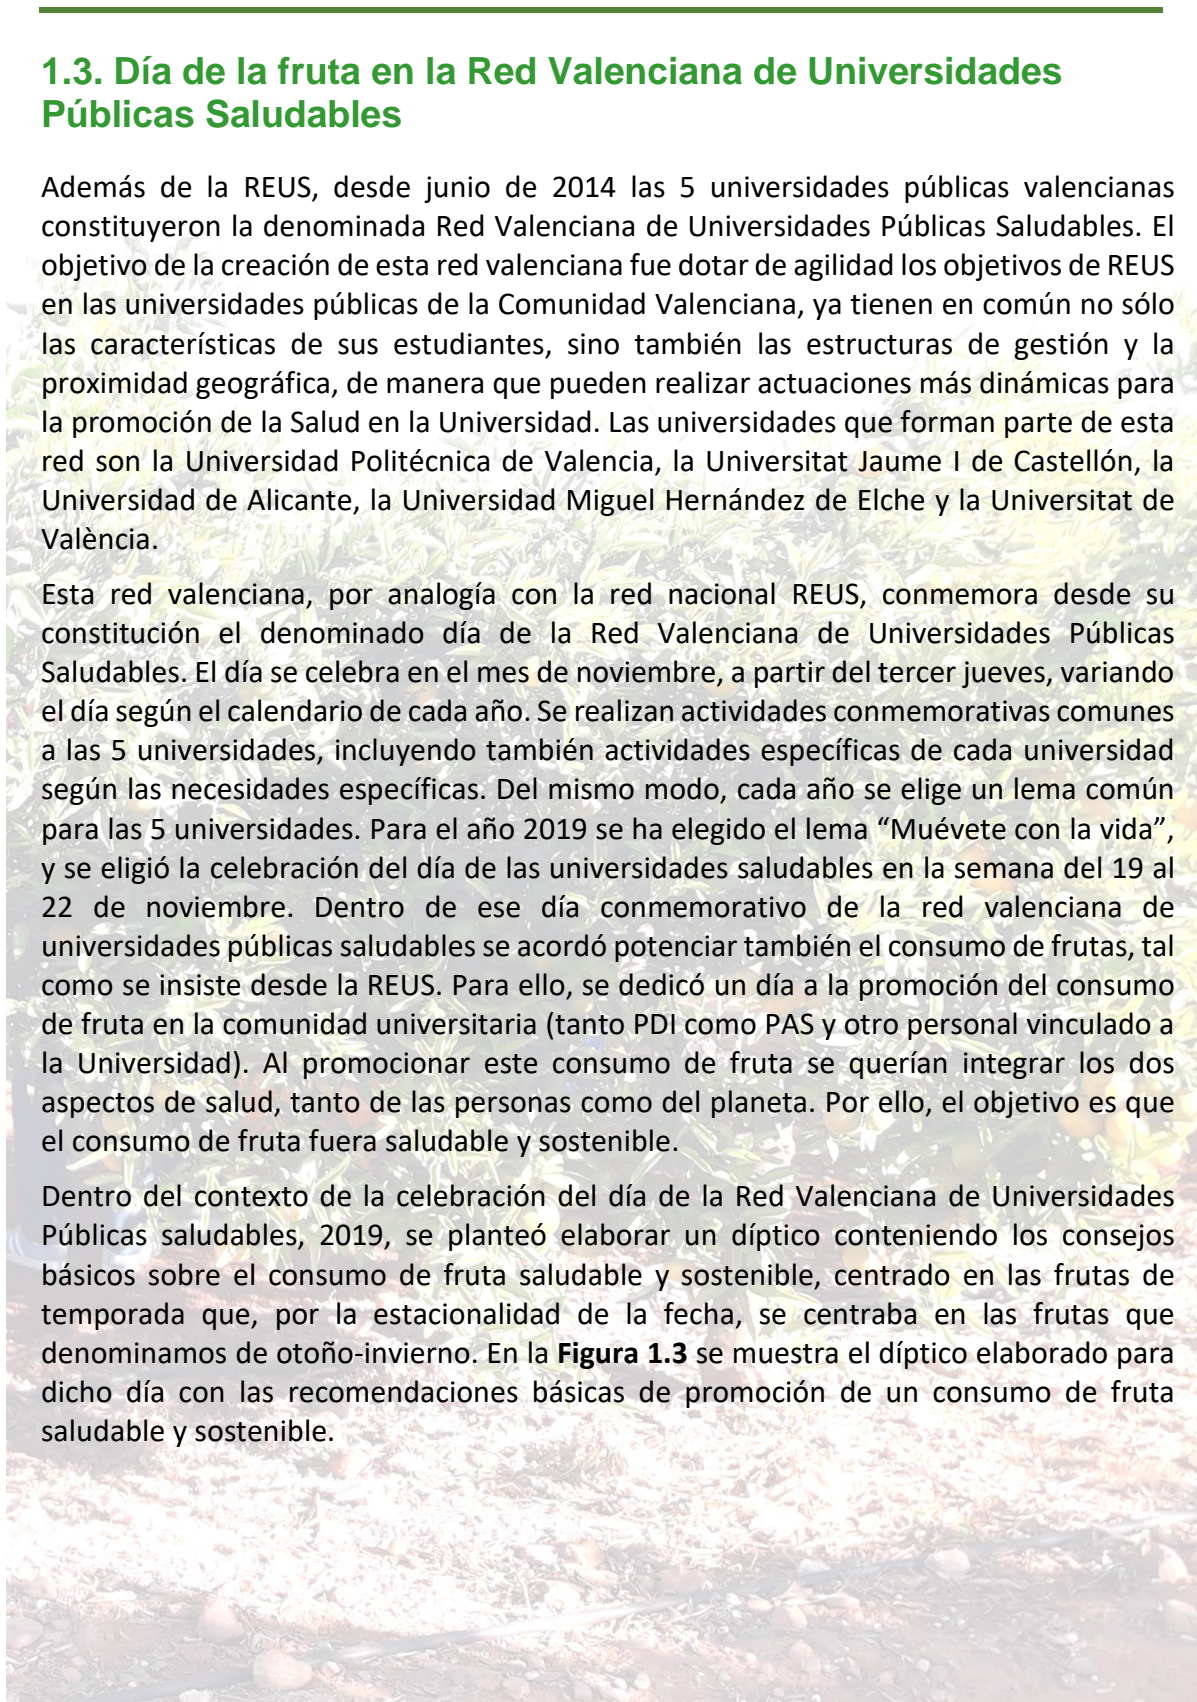 1.3. Día de la fruta en la Red Valenciana de Universidades
Públicas Saludables
Además de la REUS, desde junio de 2014 las 5 universidades públicas valencianas
constituyeron la denominada Red Valenciana de Universidades Públicas Saludables. El
objetivo de la creación de esta red valenciana fue dotar de agilidad los objetivos de REUS
en las universidades públicas de la Comunidad Valenciana, ya tienen en común no sólo
las características de sus estudiantes, sino también las estructuras de gestión y la
proximidad geográfica, de manera que pueden realizar actuaciones más dinámicas para
la promoción de la Salud en la Universidad. Las universidades que forman parte de esta
red son la Universidad Politécnica de Valencia, la Universitat Jaume I de Castellón, la
Universidad de Alicante, la Universidad Miguel Hernández de Elche y la Universitat de
València.
Esta red valenciana, por analogía con la red nacional REUS, conmemora desde su
constitución el denominado día de la Red Valenciana de Universidades Públicas
Saludables. El día se celebra en el mes de noviembre, a partir del tercer jueves, variando
el día según el calendario de cada año. Se realizan actividades conmemorativas comunes
a las 5 universidades, incluyendo también actividades específicas de cada universidad
según las necesidades específicas. Del mismo modo, cada año se elige un lema común
para las 5 universidades. Para el año 2019 se ha elegido el lema “Muévete con la vida”,
y se eligió la celebración del día de las universidades saludables en la semana del 19 al
22 de noviembre. Dentro de ese día conmemorativo de la red valenciana de
universidades públicas saludables se acordó potenciar también el consumo de frutas, tal
como se insiste desde la REUS. Para ello, se dedicó un día a la promoción del consumo
de fruta en la comunidad universitaria (tanto PDI como PAS y otro personal vinculado a
la Universidad). Al promocionar este consumo de fruta se querían integrar los dos
aspectos de salud, tanto de las personas como del planeta. Por ello, el objetivo es que
el consumo de fruta fuera saludable y sostenible.
Dentro del contexto de la celebración del día de la Red Valenciana de Universidades
Públicas saludables, 2019, se planteó elaborar un díptico conteniendo los consejos
básicos sobre el consumo de fruta saludable y sostenible, centrado en las frutas de
temporada que, por la estacionalidad de la fecha, se centraba en las frutas que
denominamos de otoño-invierno. En la Figura 1.3 se muestra el díptico elaborado para
dicho día con las recomendaciones básicas de promoción de un consumo de fruta
saludable y sostenible.